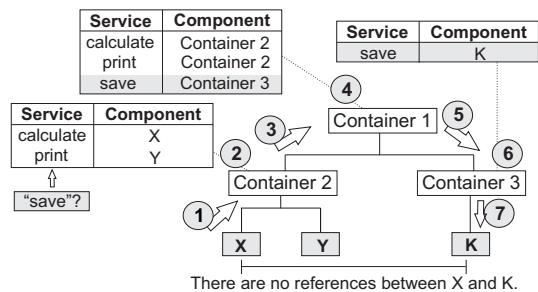 Service Component
calculate Container 2
print Container 2
save Container 3
Service Component
save K
4
Container 1
3
5
Service Component
calculate X
print Y
"save"?
2
6
Container 2
Container 3
1
7
X
Y
K
There are no references between X and K.